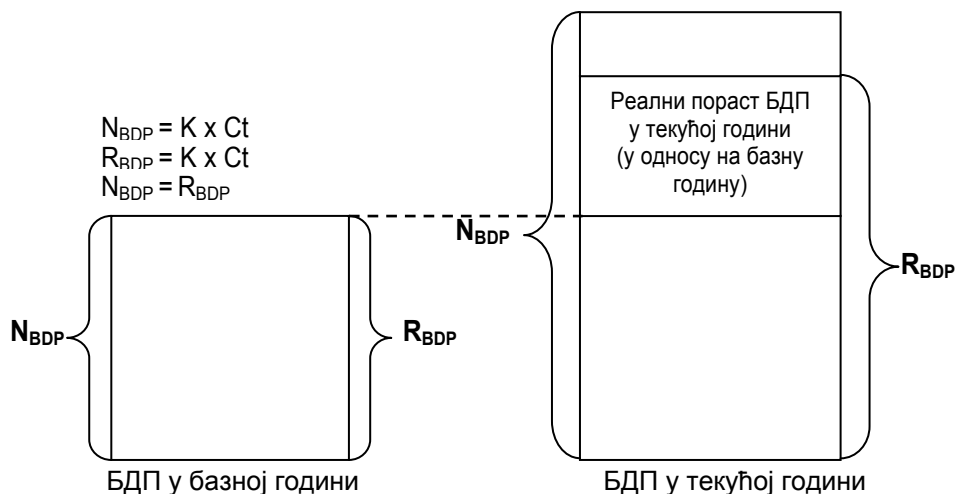 N_BDP = K x Ct
R_BDP = K x Ct
N_BDP = R_BDP
N_BDP
R_BDP
БДП у базној години
Реални пораст БДП
у текућој години
(у односу на базну
годину)
N_BDP
R_BDP
БДП у текућој години